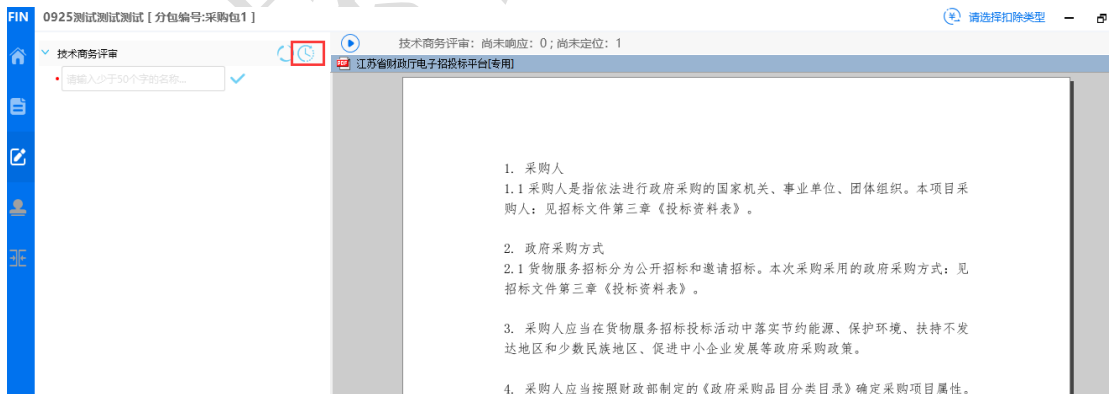 FIN
0925测试测试测试 [ 分包编号:采购包1 ]
请选择扣除类型
技术商务评审
请输入少于50个字的名称...
技术商务评审: 尚未响应: 0 ; 尚未定位: 1
江苏省财政厅电子招投标平台[专用]
1. 采购人
1.1 采购人是指依法进行政府采购的国家机关、事业单位、团体组织。本项目采
购人: 见招标文件第三章《投标资料表》。
2. 政府采购方式
2.1 货物服务招标分为公开招标和邀请招标。本次采购采用的政府采购方式: 见
招标文件第三章《投标资料表》。
3. 采购人应当在货物服务招标投标活动中落实节约能源、保护环境、扶持不发
达地区和少数民族地区、促进中小企业发展等政府采购政策。
4. 采购人应当按照财政部制定的《政府采购品目分类目录》确定采购项目属性。